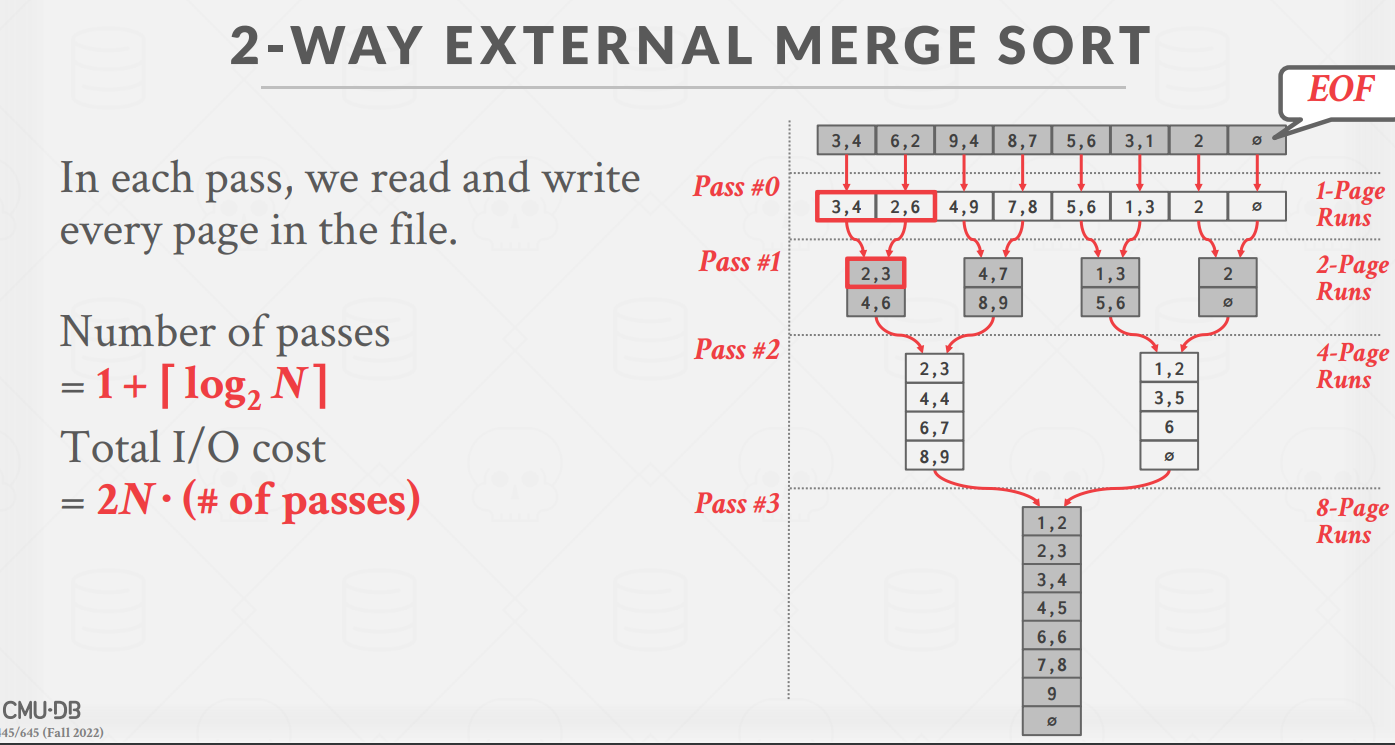 2-WAY EXTERNAL MERGE SORT
EOF
In each pass, we read and write
every page in the file.
Number of passes
= 1 + ⌈ log₂ N ⌉
Total I/O cost
= 2N · (# of passes)
3,4 6,2 9,4 8,7 5,6 3,1 2 ∅
Pass #0
3,4 2,6 4,9 7,8 5,6 1,3 2 ∅
1-Page
Runs
Pass #1
2,3 4,7 1,3 2
4,6 8,9 5,6 ∅
2-Page
Runs
Pass #2
2,3 1,2
4,4 3,5
6,7 6
8,9 ∅
4-Page
Runs
Pass #3
1,2
2,3
3,4
4,5
6,6
7,8
9
∅
8-Page
Runs
CMU·DB
445/645 (Fall 2022)